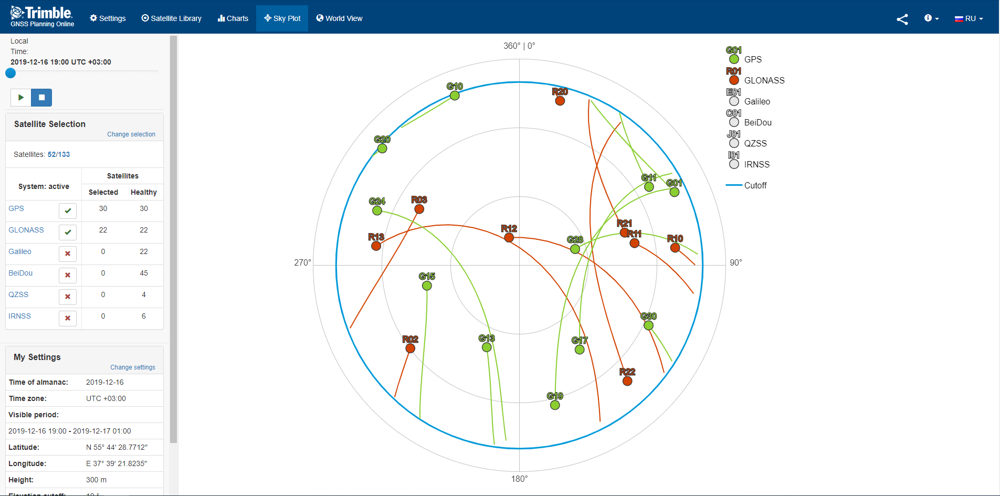 Trimble.
GNSS Planning Online
Settings
Satellite Library
Charts
Sky Plot
World View
RU
Local
Time:
2019-12-16 19:00 UTC +03:00
Satellite Selection
Change selection
Satellites: 52/133
System: active
Satellites
Selected Healthy
GPS 30 30
GLONASS 22 22
Galileo 0 22
BeiDou 0 45
QZSS 0 4
IRNSS 0 6
My Settings
Change settings
Time of almanac: 2019-12-16
Time zone: UTC +03:00
Visible period:
2019-12-16 19:00 - 2019-12-17 01:00
Latitude: N 55° 44' 28.7712"
Longitude: E 37° 39' 21.8235"
Height: 300 m
Elevation cutoff: 10 °
360° | 0°
G10
R20
G20
G11
G01
G24
R03
R21
R12
R11
R13
G28
R10
270°
90°
G15
G30
G13
R02
G17
R22
G19
180°
G01
GPS
R01
GLONASS
E01
Galileo
C01
BeiDou
J01
QZSS
I01
IRNSS
Cutoff